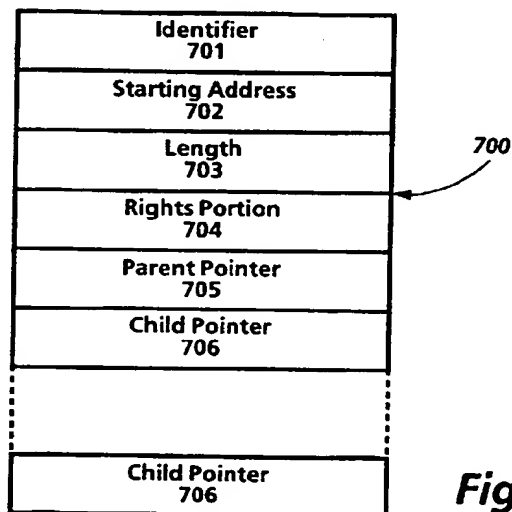 Identifier
701
Starting Address
702
Length
703
700
Rights Portion
704
Parent Pointer
705
Child Pointer
706
Child Pointer
706
Fig